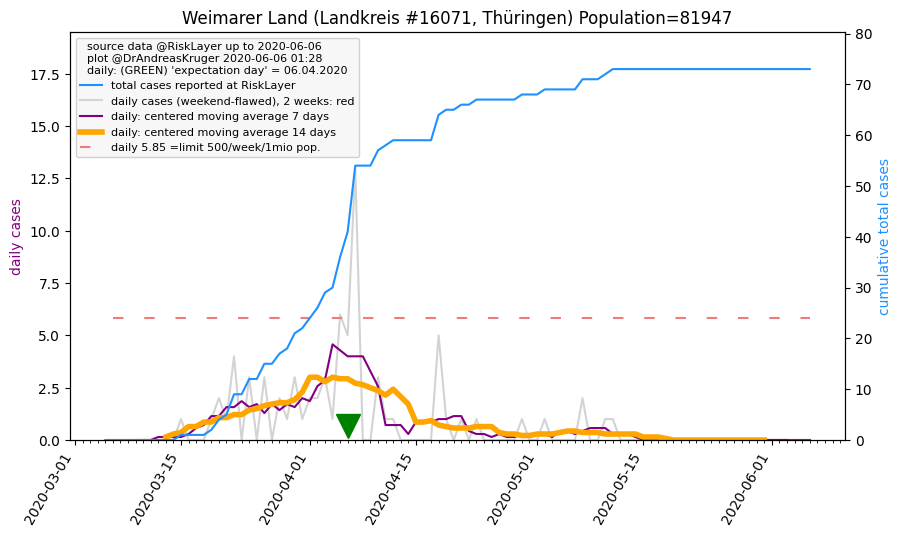 Weimarer Land (Landkreis #16071, Thüringen) Population=81947
source data @RiskLayer up to 2020-06-06
plot @DrAndreasKruger 2020-06-06 01:28
daily: (GREEN) 'expectation day' = 06.04.2020
total cases reported at RiskLayer
daily cases (weekend-flawed), 2 weeks: red
daily: centered moving average 7 days
daily: centered moving average 14 days
daily 5.85 =limit 500/week/1mio pop.
daily cases
17.5
15.0
12.5
10.0
7.5
5.0
2.5
0.0
cumulative total cases
80
70
60
50
40
30
20
10
0
2020-03-01
2020-03-15
2020-04-01
2020-04-15
2020-05-01
2020-05-15
2020-06-01